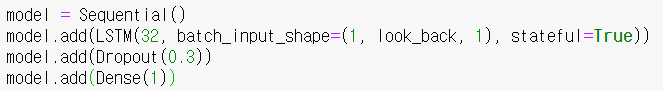 model = Sequential()
model.add(LSTM(32, batch_input_shape=(1, look_back, 1), stateful=True))
model.add(Dropout(0.3))
model.add(Dense(1))